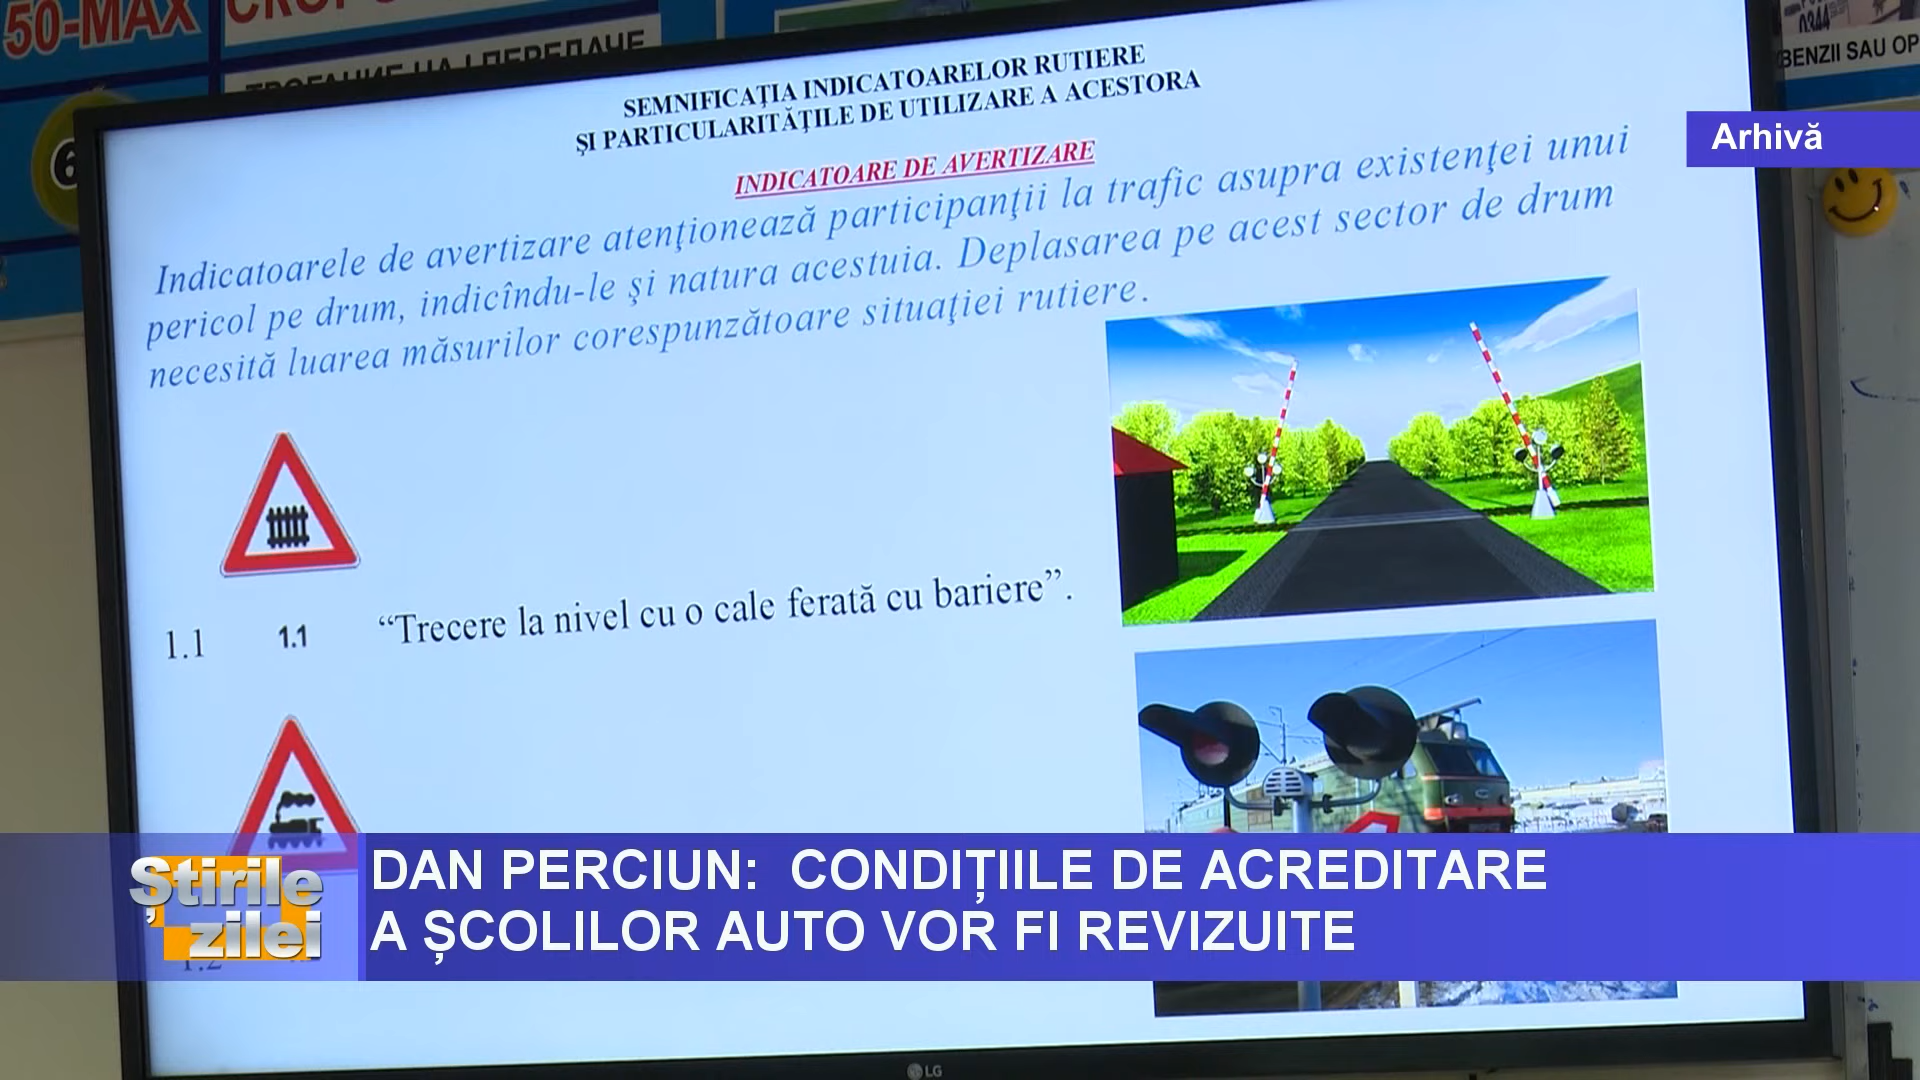 50-MAX
6
BENZII SAU OP
Arhivă
SEMNIFICAŢIA INDICATOARELOR RUTIERE
ŞI PARTICULARITĂŢILE DE UTILIZARE A ACESTORA
INDICATOARE DE AVERTIZARE
Indicatoarele de avertizare atenţionează participanţii la trafic asupra existenţei unui
pericol pe drum, indicîndu-le şi natura acestuia. Deplasarea pe acest sector de drum
necesită luarea măsurilor corespunzătoare situaţiei rutiere.
1.1 1.1 “Trecere la nivel cu o cale ferată cu bariere”.
Știrile
zilei
DAN PERCIUN: CONDIȚIILE DE ACREDITARE
A ȘCOLILOR AUTO VOR FI REVIZUITE
LG